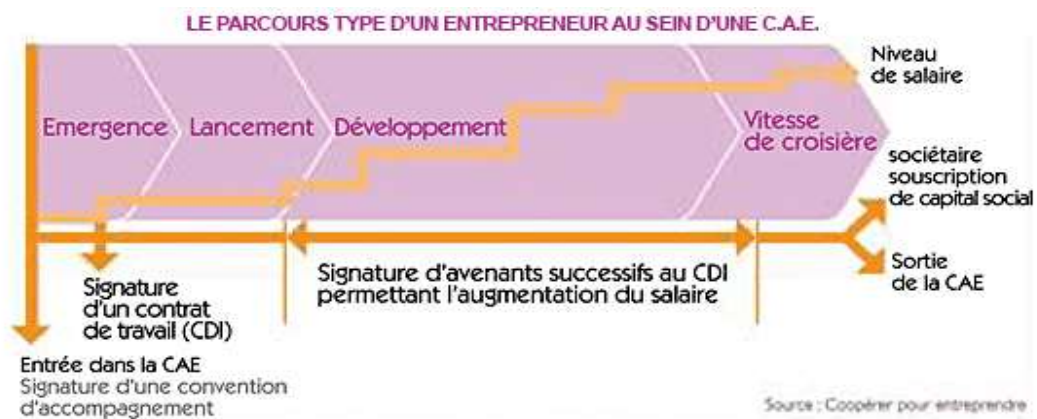 LE PARCOURS TYPE D'UN ENTREPRENEUR AU SEIN D'UNE C.A.E.
Niveau
de salaire
Emergence
Lancement
Développement
Vitesse
de croisière
sociétaire
souscription
de capital social
Sortie
de la CAE
Signature
d'un contrat
de travail (CDI)
Signature d'avenants successifs au CDI
permettant l'augmentation du salaire
Entrée dans la CAE
Signature d'une convention
d'accompagnement
Source : Coopérer pour entreprendre